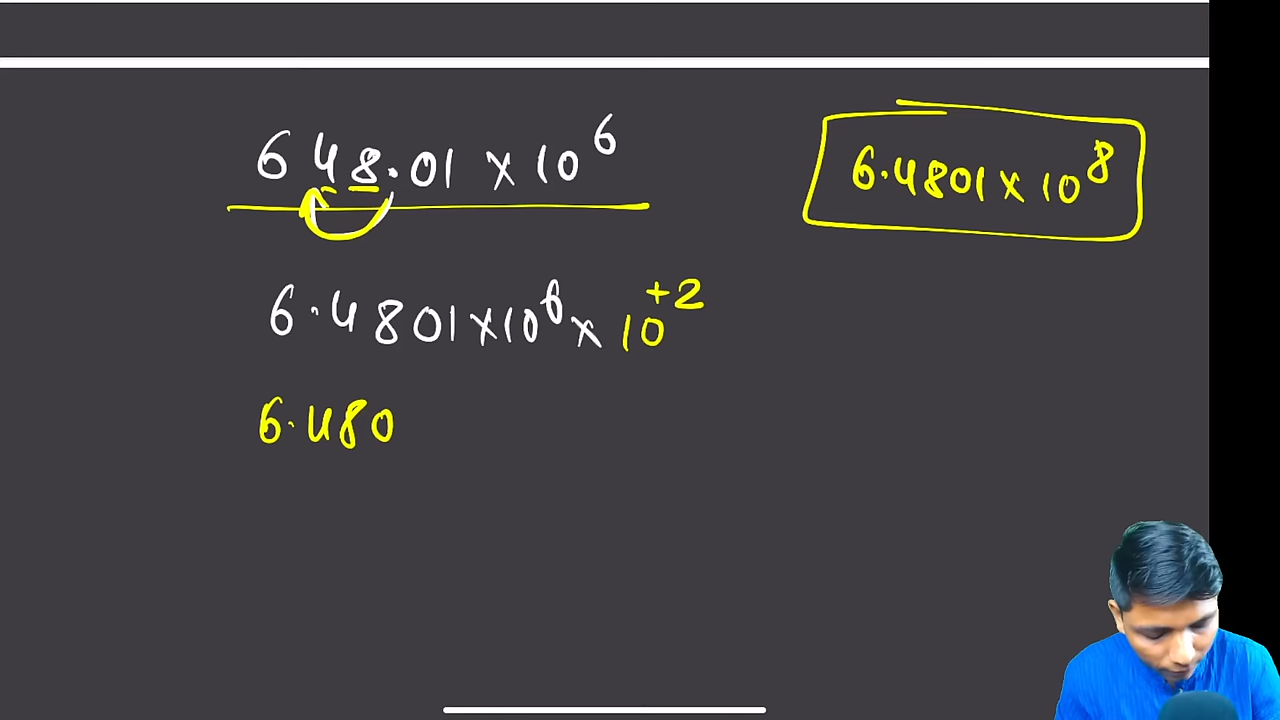 648.01 × 10^6
6.4801 × 10^8
6.4801 × 10^6 × 10^+2
6.480